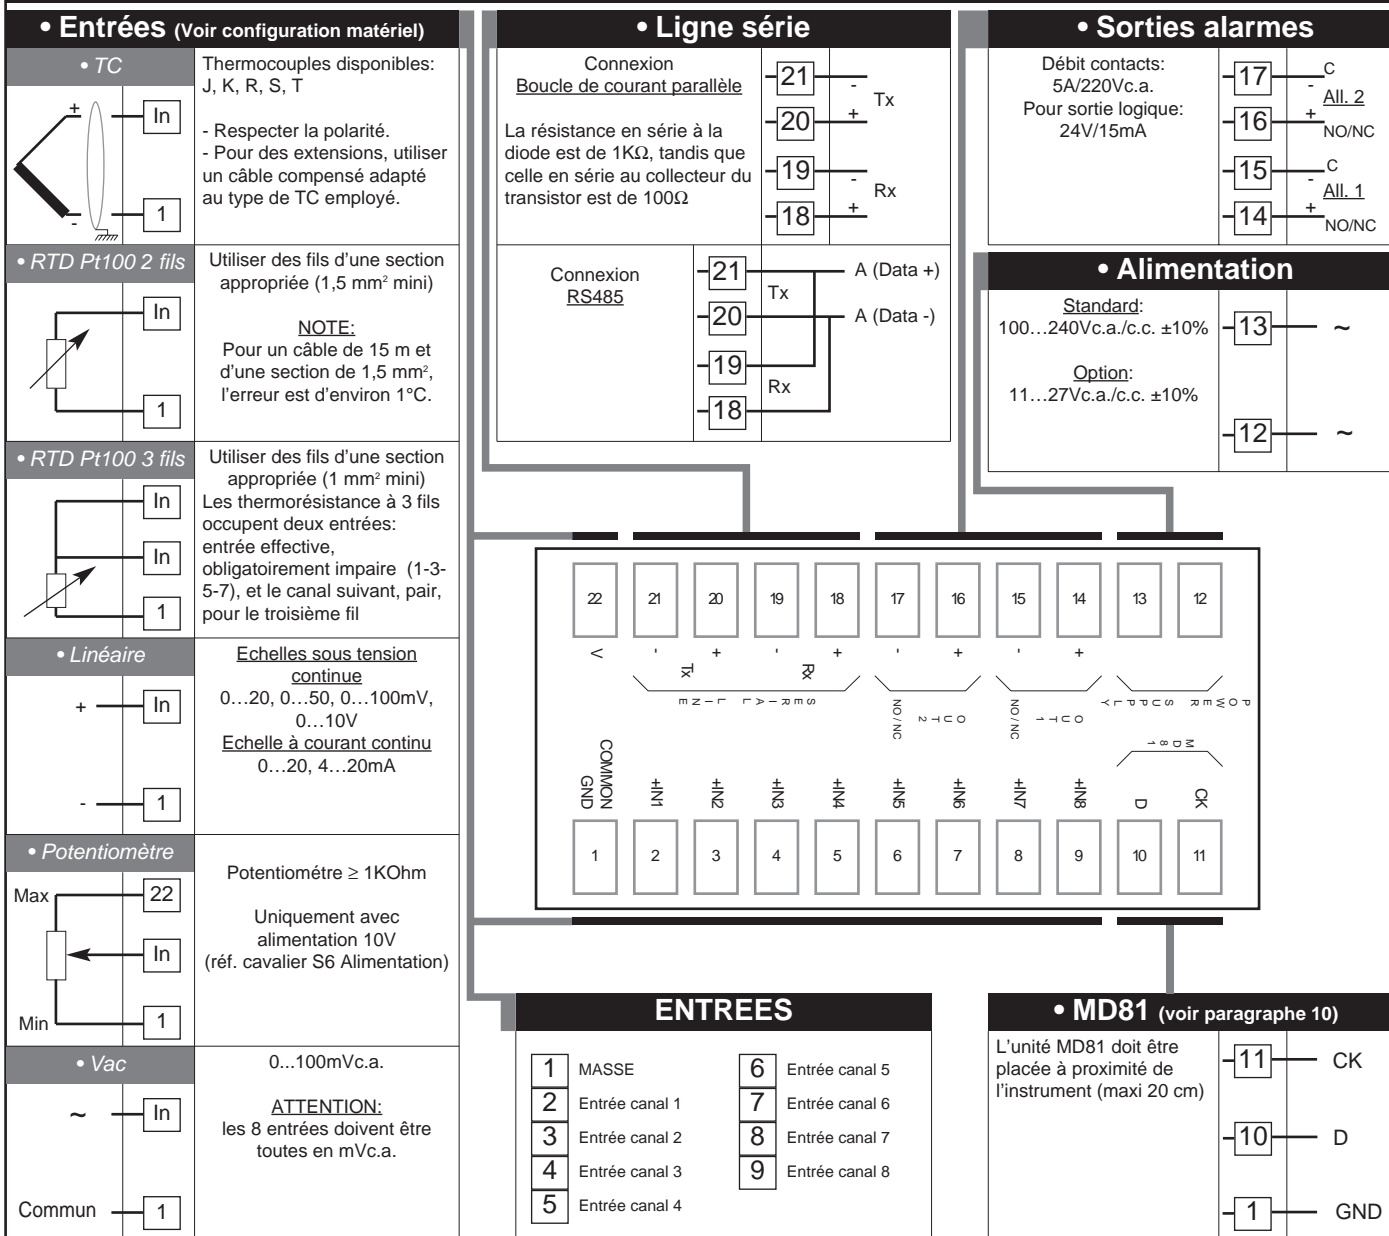 • Entrées (Voir configuration matériel)
• TC
+
-
In
1
Thermocouples disponibles:
J, K, R, S, T
- Respecter la polarité.
- Pour des extensions, utiliser
un câble compensé adapté
au type de TC employé.
• RTD Pt100 2 fils
In
1
Utiliser des fils d'une section
appropriée (1,5 mm² mini)
NOTE:
Pour un câble de 15 m et
d'une section de 1,5 mm²,
l'erreur est d'environ 1°C.
• RTD Pt100 3 fils
In
In
1
Utiliser des fils d'une section
appropriée (1 mm² mini)
Les thermorésistance à 3 fils
occupent deux entrées:
entrée effective,
obligatoirement impaire (1-3-
5-7), et le canal suivant, pair,
pour le troisième fil
• Linéaire
+ In
- 1
Echelles sous tension
continue
0…20, 0…50, 0…100mV,
0…10V
Echelle à courant continu
0…20, 4…20mA
• Potentiomètre
Max 22
In
Min 1
Potentiométre ≥ 1KOhm
Uniquement avec
alimentation 10V
(réf. cavalier S6 Alimentation)
• Vac
~ In
Commun 1
0...100mVc.a.
ATTENTION:
les 8 entrées doivent être
toutes en mVc.a.
• Ligne série
Connexion
Boucle de courant parallèle
La résistance en série à la
diode est de 1KΩ, tandis que
celle en série au collecteur du
transistor est de 100Ω
21 -
Tx
20 +
19 -
Rx
18 +
Connexion
RS485
21 A (Data +)
Tx
20 A (Data -)
19
Rx
18
• Sorties alarmes
Débit contacts:
5A/220Vc.a.
Pour sortie logique:
24V/15mA
17 - C
All. 2
16 + NO/NC
15 - C
All. 1
14 + NO/NC
• Alimentation
Standard:
100…240Vc.a./c.c. ±10%
Option:
11…27Vc.a./c.c. ±10%
13 ~
12 ~
22 21 20 19 18 17 16 15 14 13 12
V - + - + - + - +
Tx Rx
SERIAL LINE
NO/NC OUT 2
NO/NC OUT 1
POWER SUPPLY
MD81
COMMON GND
+IN1 +IN2 +IN3 +IN4 +IN5 +IN6 +IN7 +IN8 D CK
1 2 3 4 5 6 7 8 9 10 11
ENTREES
1 MASSE
2 Entrée canal 1
3 Entrée canal 2
4 Entrée canal 3
5 Entrée canal 4
6 Entrée canal 5
7 Entrée canal 6
8 Entrée canal 7
9 Entrée canal 8
• MD81 (voir paragraphe 10)
L'unité MD81 doit être
placée à proximité de
l'instrument (maxi 20 cm)
11 CK
10 D
1 GND